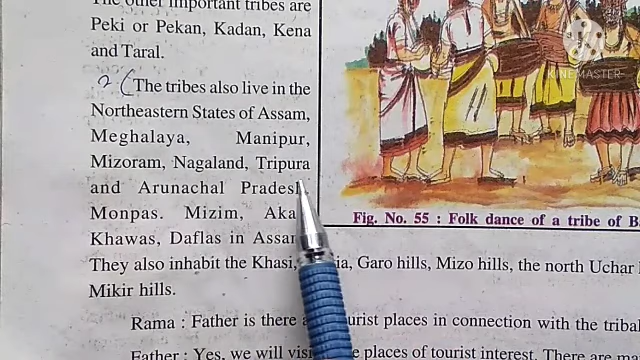 The other important tribes are
Peki or Pekan, Kadan, Kena
and Taral.
2 ( The tribes also live in the
Northeastern States of Assam,
Meghalaya, Manipur,
Mizoram, Nagaland, Tripura
and Arunachal Pradesh
Monpas. Mizim, Aka
Khawas, Daflas in Assam
They also inhabit the Khasi, Garo hills, Mizo hills, the north Uchar
Mikir hills.
Rama : Father is there tourist places in connection with the tribal
Father : Yes, we will visit places of tourist interest. There are
Fig. No. 55 : Folk dance of a tribe of B
KINEMASTER